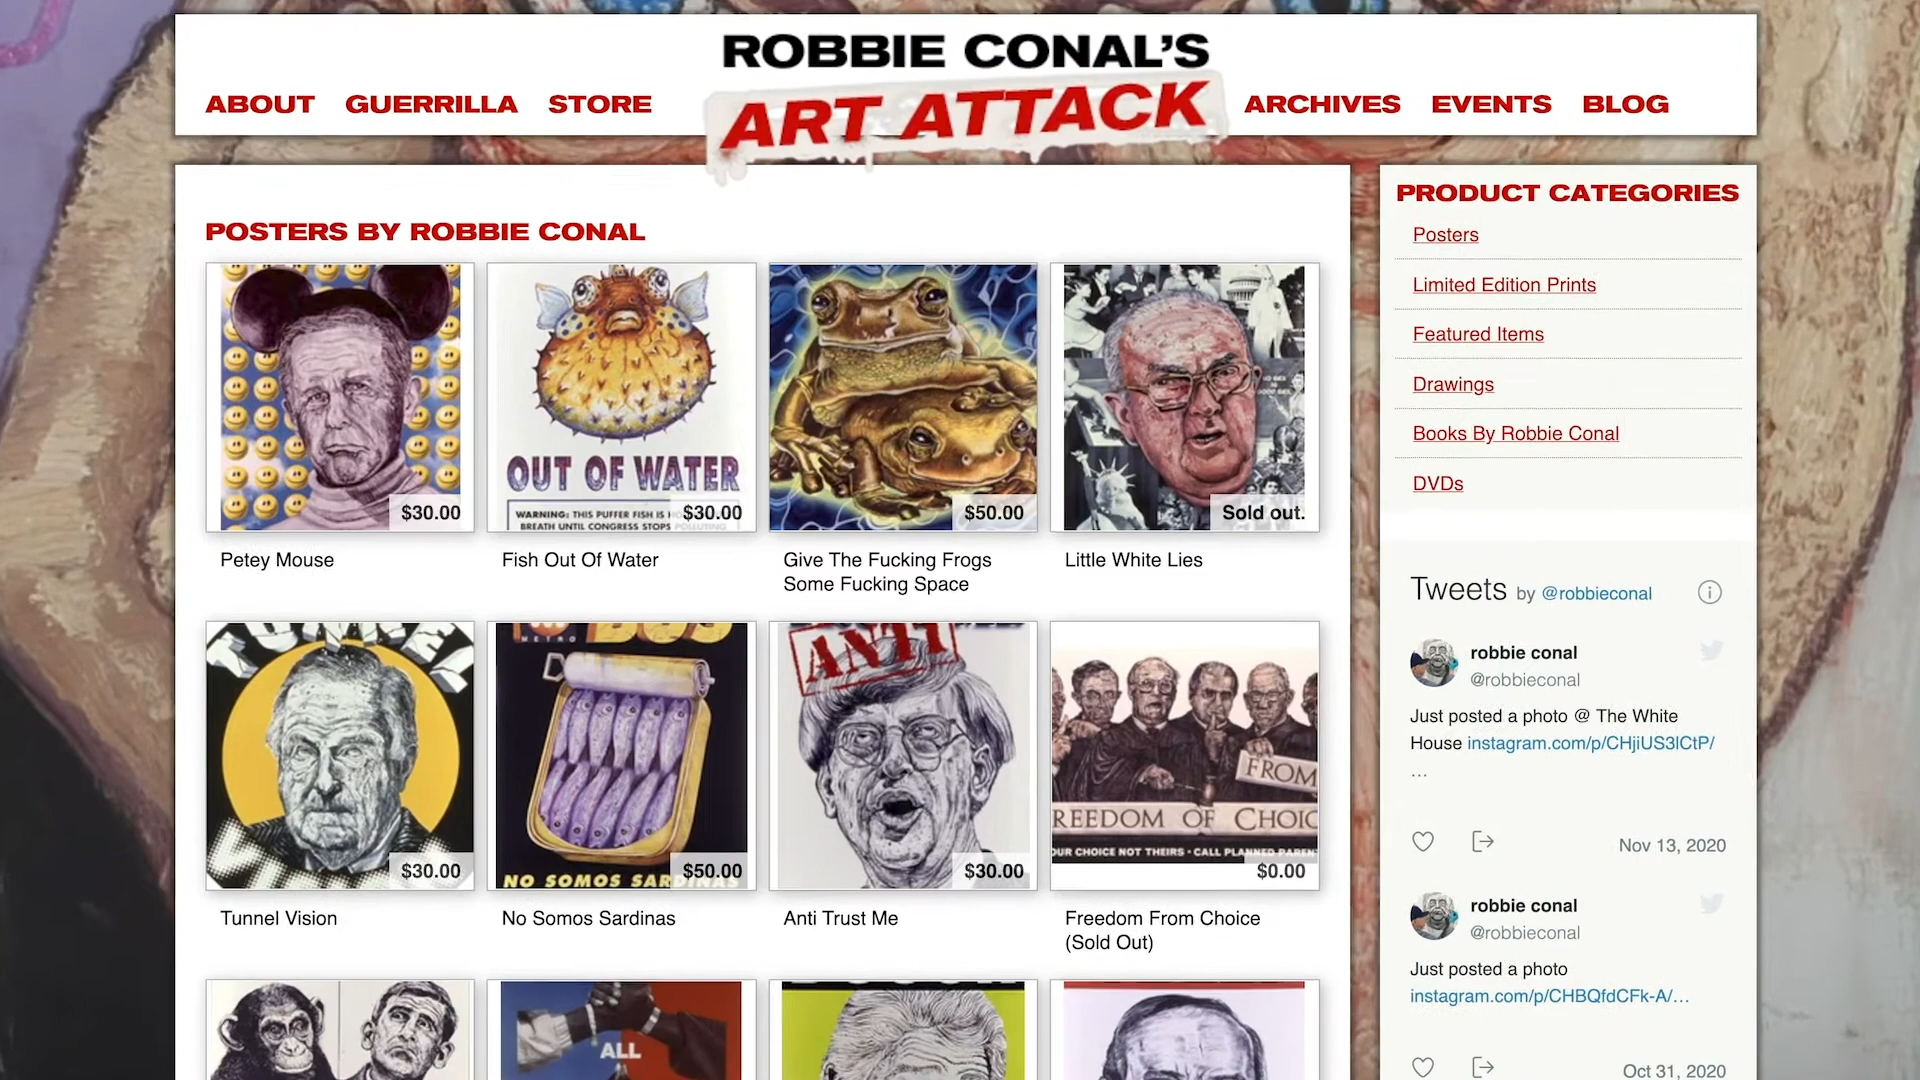 ROBBIE CONAL'S
ART ATTACK
ABOUT GUERRILLA STORE
ARCHIVES EVENTS BLOG
POSTERS BY ROBBIE CONAL
OUT OF WATER
WARNING: THIS PUFFER FISH IS
BREATH UNTIL CONGRESS STOPS POLLUTING
$30.00
$30.00
$50.00
Sold out.
Petey Mouse
Fish Out Of Water
Give The Fucking Frogs
Some Fucking Space
Little White Lies
METRO
NO SOMOS SARDINAS
ANTI
FROM
REEDOM OF CHOIC
OUR CHOICE NOT THEIRS • CALL PLANNED PAREN
$30.00
$50.00
$30.00
$0.00
Tunnel Vision
No Somos Sardinas
Anti Trust Me
Freedom From Choice
(Sold Out)
ALL
PRODUCT CATEGORIES
Posters
Limited Edition Prints
Featured Items
Drawings
Books By Robbie Conal
DVDs
Tweets by @robbieconal
robbie conal
@robbieconal
Just posted a photo @ The White
House instagram.com/p/CHjiUS3lCtP/
…
Nov 13, 2020
robbie conal
@robbieconal
Just posted a photo
instagram.com/p/CHBQfdCFk-A/…
Oct 31, 2020